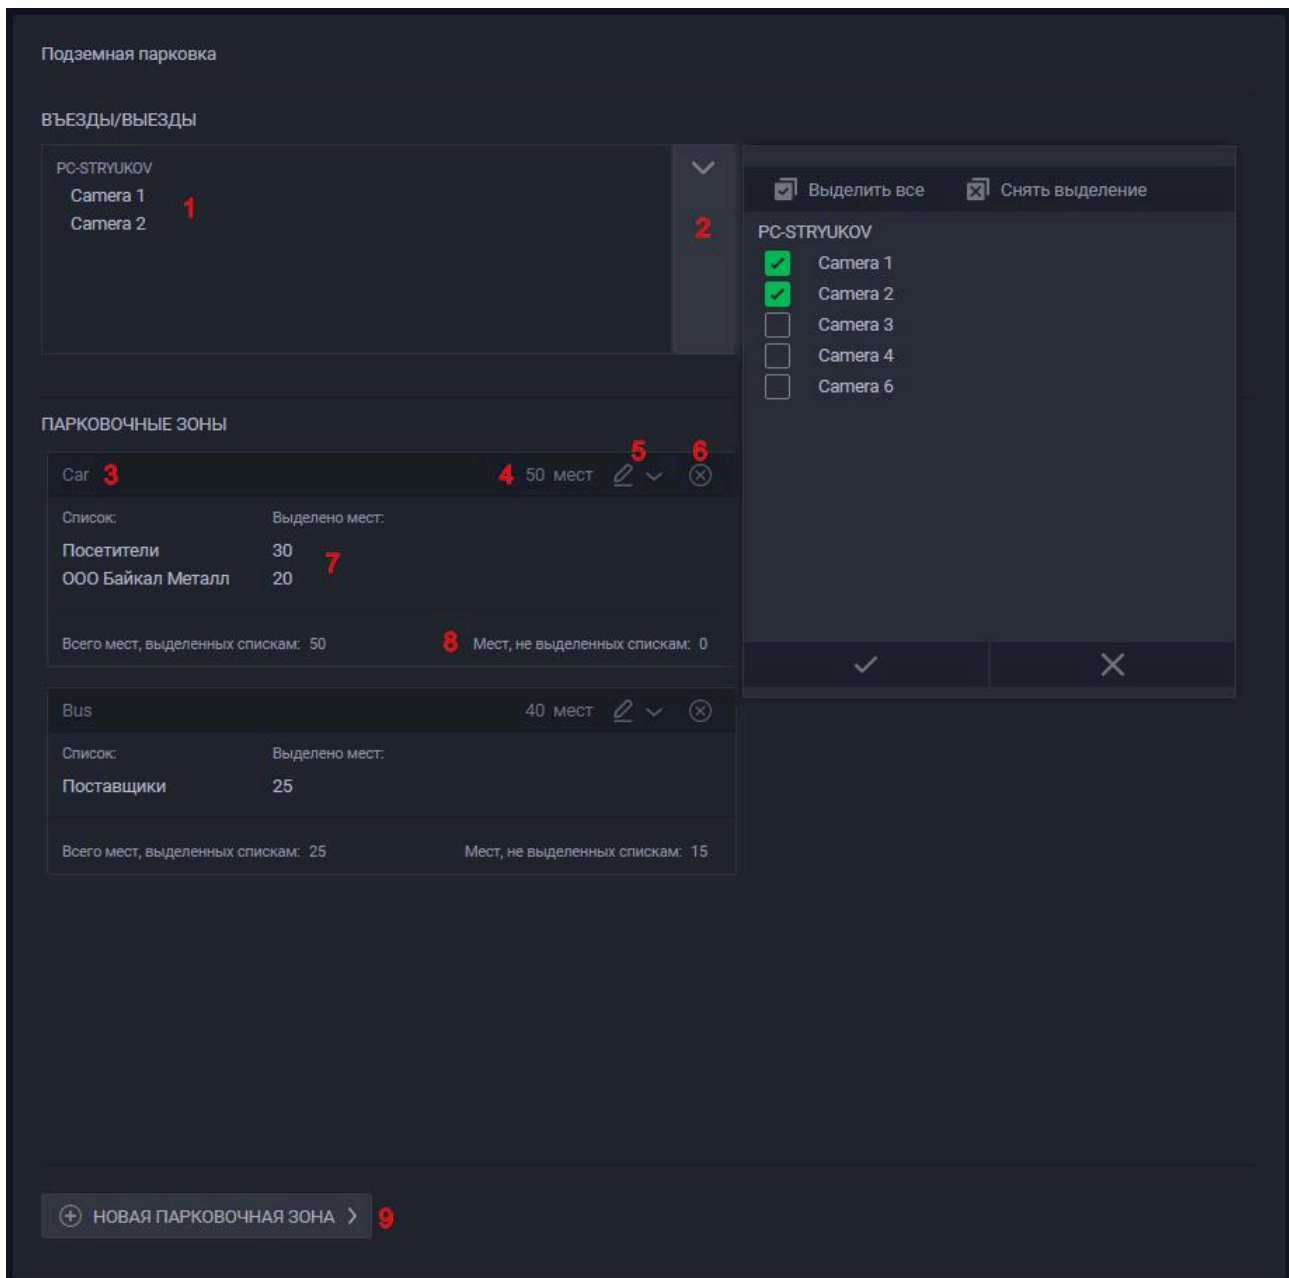 Подземная парковка
ВЪЕЗДЫ/ВЫЕЗДЫ
PC-STRYUKOV
Camera 1
1
Camera 2
2
Выделить все Снять выделение
PC-STRYUKOV
Camera 1
Camera 2
Camera 3
Camera 4
Camera 6
ПАРКОВОЧНЫЕ ЗОНЫ
5 6
Car 3 4 50 мест
Список: Выделено мест:
Посетители 30
7
ООО Байкал Металл 20
Всего мест, выделенных спискам: 50 8 Мест, не выделенных спискам: 0
Bus 40 мест
Список: Выделено мест:
Поставщики 25
Всего мест, выделенных спискам: 25 Мест, не выделенных спискам: 15
НОВАЯ ПАРКОВОЧНАЯ ЗОНА 9